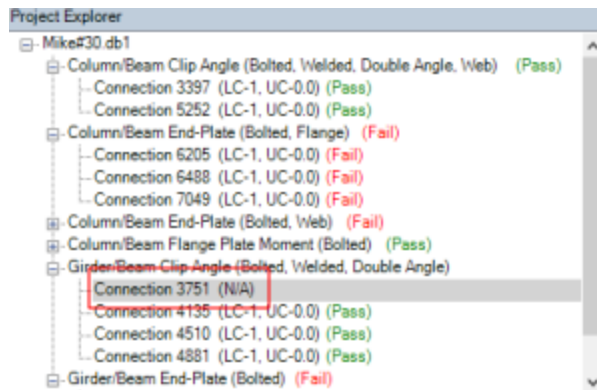 Project Explorer
Mike#30.db1
Column/Beam Clip Angle (Bolted, Welded, Double Angle, Web) (Pass)
Connection 3397 (LC-1, UC-0.0) (Pass)
Connection 5252 (LC-1, UC-0.0) (Pass)
Column/Beam End-Plate (Bolted, Flange) (Fail)
Connection 6205 (LC-1, UC-0.0) (Fail)
Connection 6488 (LC-1, UC-0.0) (Fail)
Connection 7049 (LC-1, UC-0.0) (Fail)
Column/Beam End-Plate (Bolted, Web) (Fail)
Column/Beam Flange Plate Moment (Bolted) (Pass)
Girder/Beam Clip Angle (Bolted, Welded, Double Angle)
Connection 3751 (N/A)
Connection 4135 (LC-1, UC-0.0) (Pass)
Connection 4510 (LC-1, UC-0.0) (Pass)
Connection 4881 (LC-1, UC-0.0) (Pass)
Girder/Beam End-Plate (Bolted) (Fail)